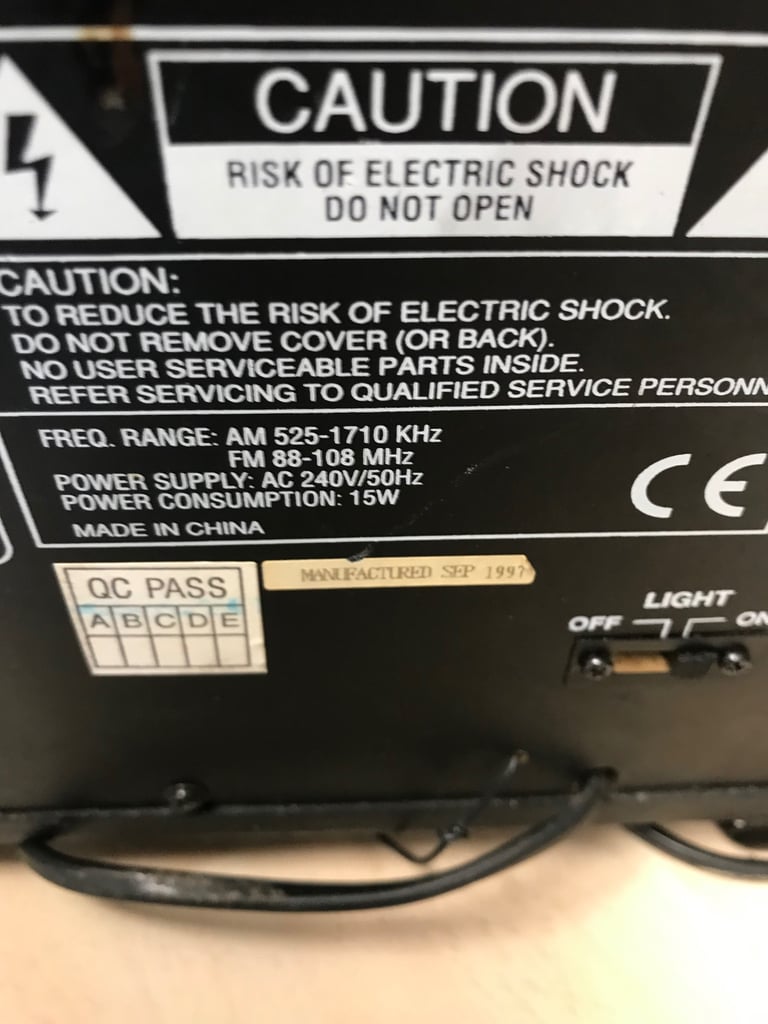 CAUTION
RISK OF ELECTRIC SHOCK
DO NOT OPEN
CAUTION:
TO REDUCE THE RISK OF ELECTRIC SHOCK.
DO NOT REMOVE COVER (OR BACK).
NO USER SERVICEABLE PARTS INSIDE.
REFER SERVICING TO QUALIFIED SERVICE PERSONN
FREQ. RANGE: AM 525-1710 KHz
FM 88-108 MHz
POWER SUPPLY: AC 240V/50Hz
POWER CONSUMPTION: 15W
MADE IN CHINA
CE
MANUFACTURED SEP 1997
QC PASS
A B C D E
LIGHT
OFF ON